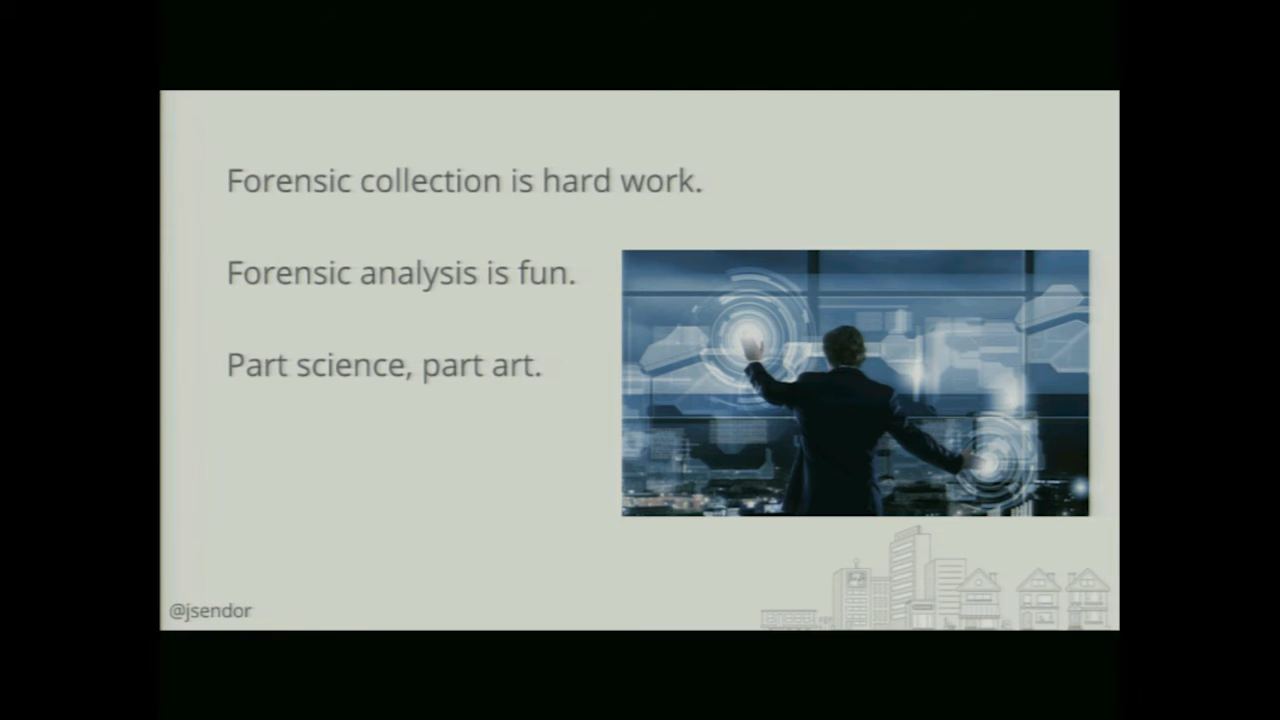 Forensic collection is hard work.
Forensic analysis is fun.
Part science, part art.
@jsendor